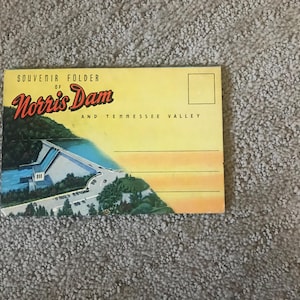 SOUVENIR FOLDER
OF
Norris Dam
AND TENNESSEE VALLEY